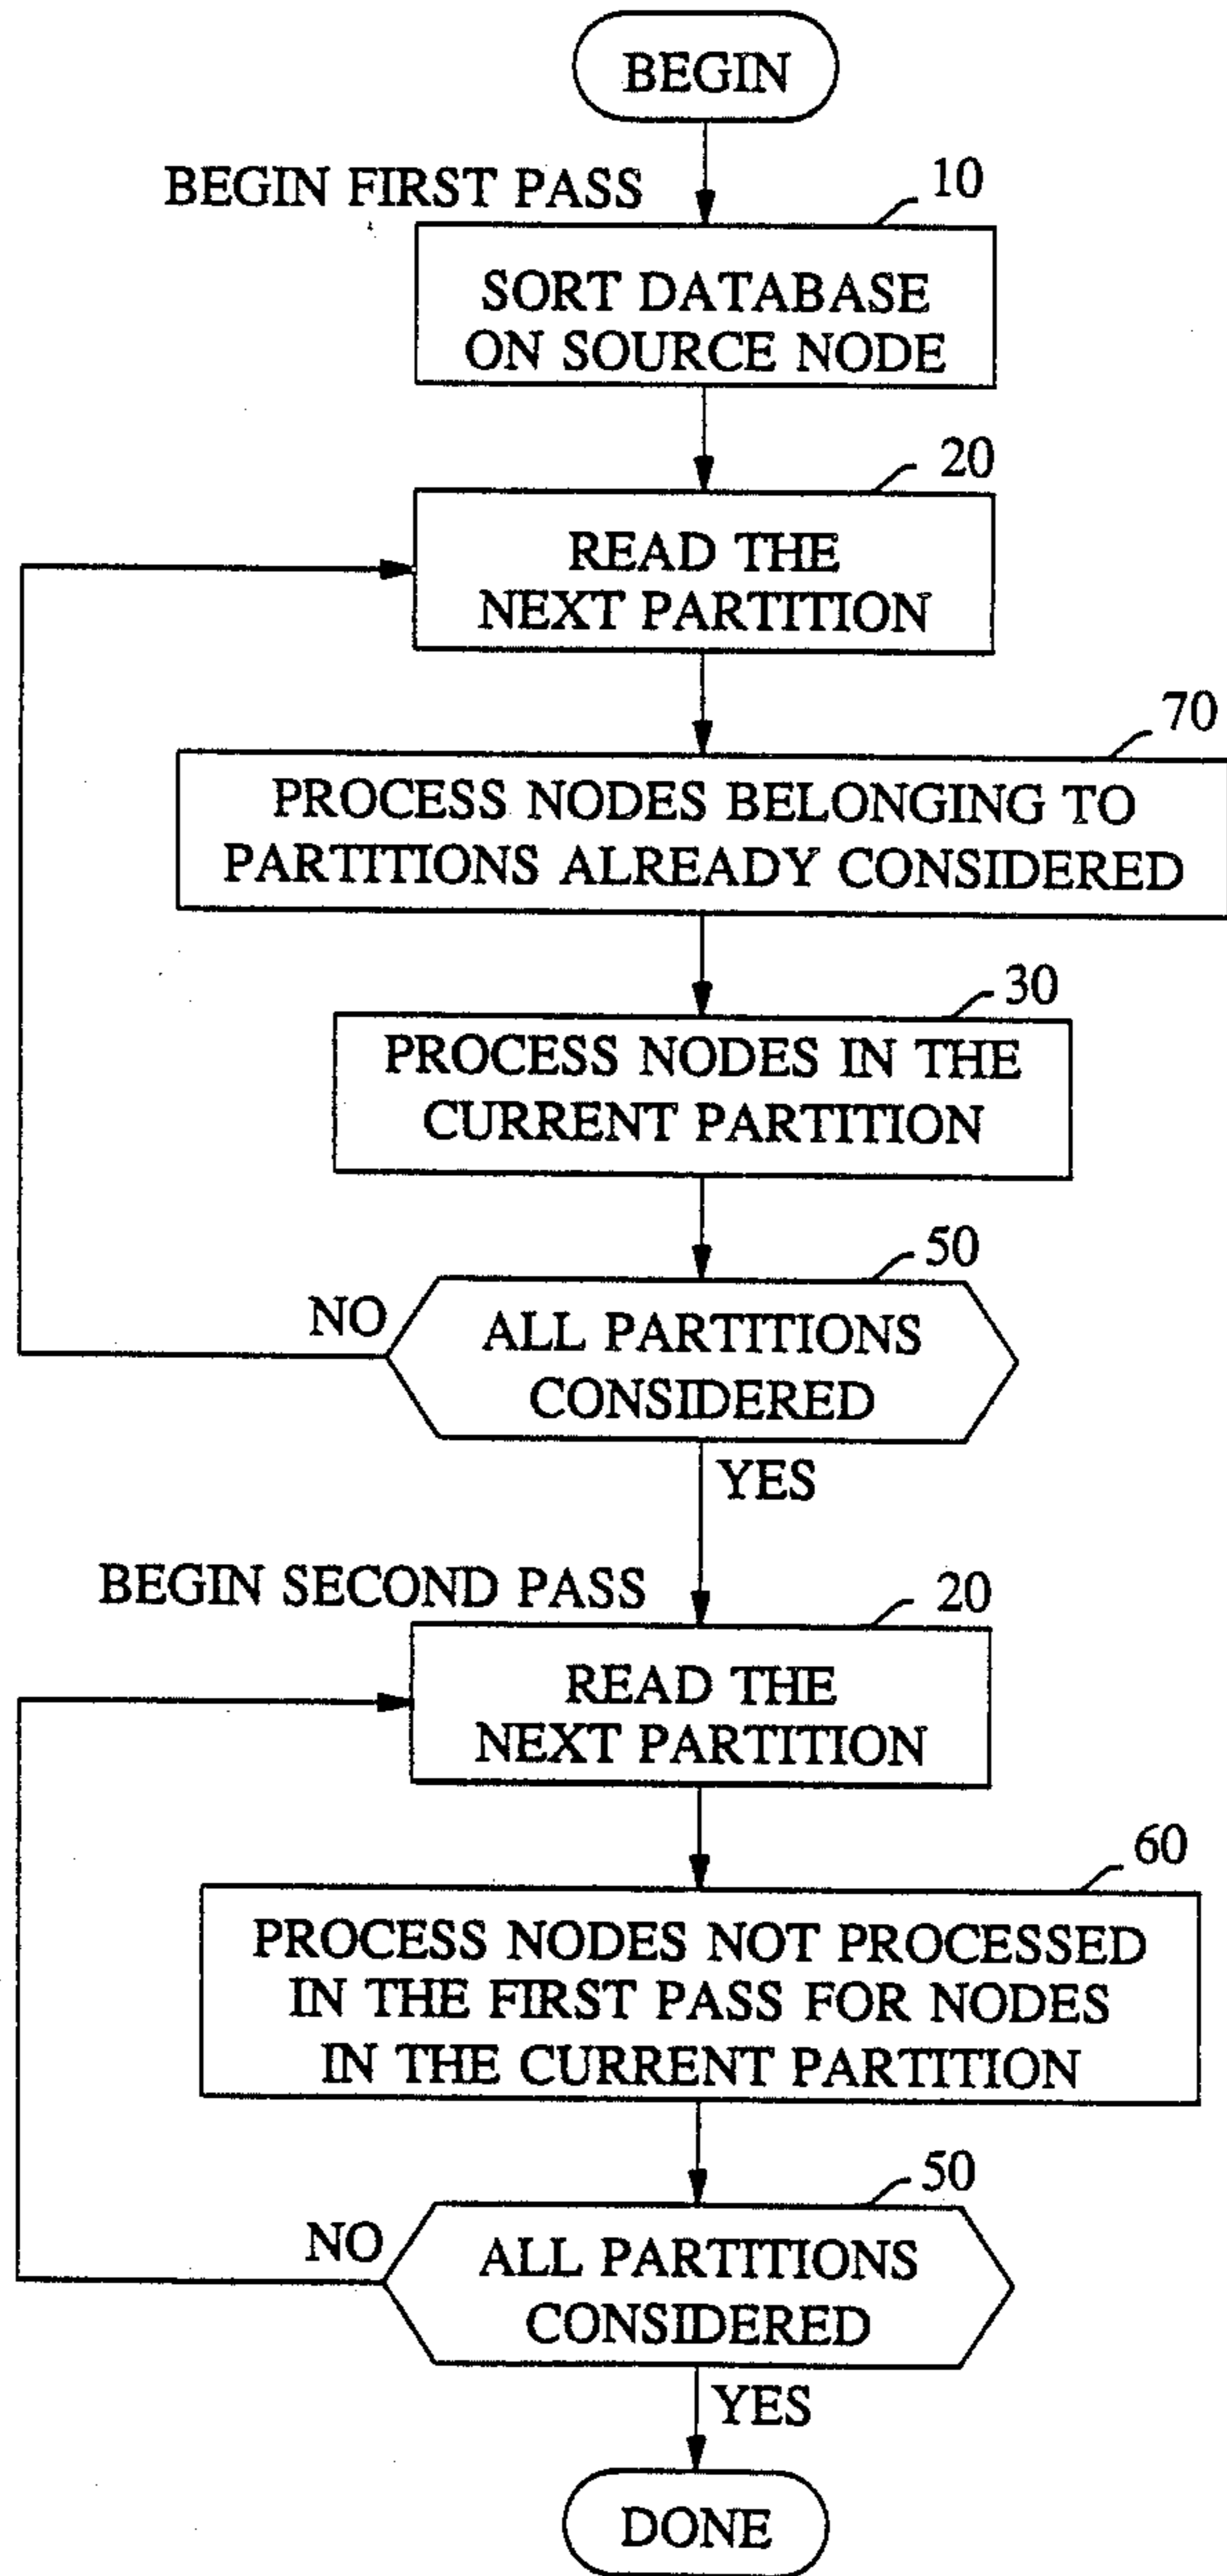 BEGIN
BEGIN FIRST PASS
10
SORT DATABASE
ON SOURCE NODE
20
READ THE
NEXT PARTITION
70
PROCESS NODES BELONGING TO
PARTITIONS ALREADY CONSIDERED
30
PROCESS NODES IN THE
CURRENT PARTITION
50
NO
ALL PARTITIONS
CONSIDERED
YES
BEGIN SECOND PASS
20
READ THE
NEXT PARTITION
60
PROCESS NODES NOT PROCESSED
IN THE FIRST PASS FOR NODES
IN THE CURRENT PARTITION
50
NO
ALL PARTITIONS
CONSIDERED
YES
DONE